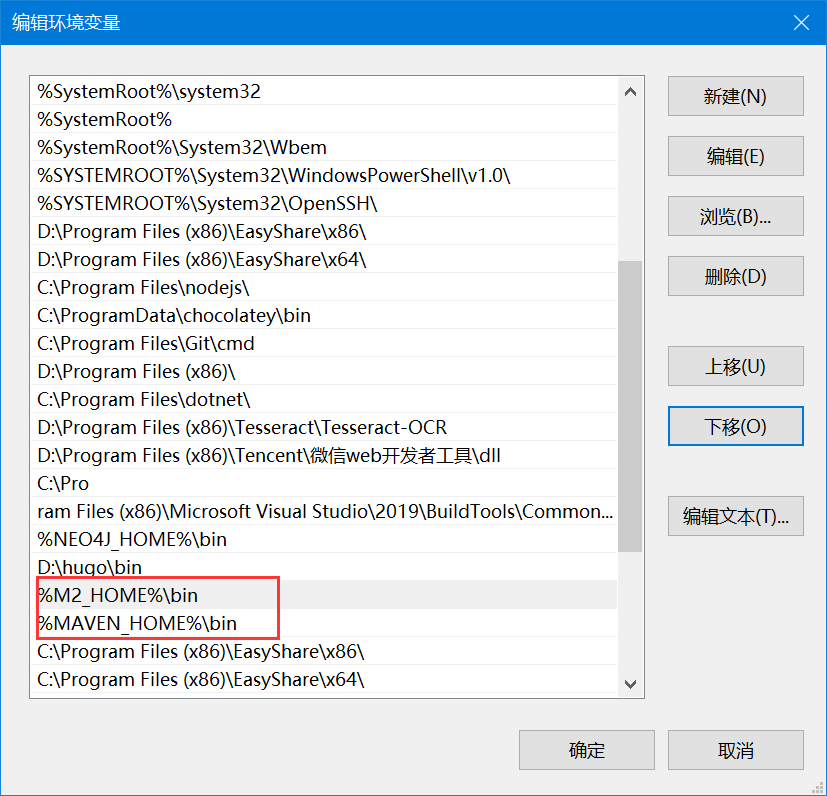 编辑环境变量
%SystemRoot%\system32
%SystemRoot%
%SystemRoot%\System32\Wbem
%SYSTEMROOT%\System32\WindowsPowerShell\v1.0\
%SYSTEMROOT%\System32\OpenSSH\
D:\Program Files (x86)\EasyShare\x86\
D:\Program Files (x86)\EasyShare\x64\
C:\Program Files\nodejs\
C:\ProgramData\chocolatey\bin
C:\Program Files\Git\cmd
D:\Program Files (x86)\
C:\Program Files\dotnet\
D:\Program Files (x86)\Tesseract\Tesseract-OCR
D:\Program Files (x86)\Tencent\微信web开发者工具\dll
C:\Pro
ram Files (x86)\Microsoft Visual Studio\2019\BuildTools\Common...
%NEO4J_HOME%\bin
D:\hugo\bin
%M2_HOME%\bin
%MAVEN_HOME%\bin
C:\Program Files (x86)\EasyShare\x86\
C:\Program Files (x86)\EasyShare\x64\
新建(N)
编辑(E)
浏览(B)...
删除(D)
上移(U)
下移(O)
编辑文本(T)...
确定
取消